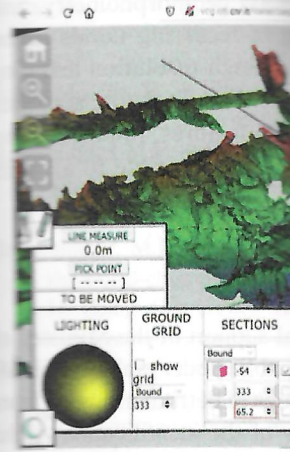 LINE MEASURE
0.0m
PICK POINT
[ -- -- -- ]
TO BE MOVED
LIGHTING
GROUND
GRID
SECTIONS
show
grid
Bound
333
Bound
-54
333
65.2